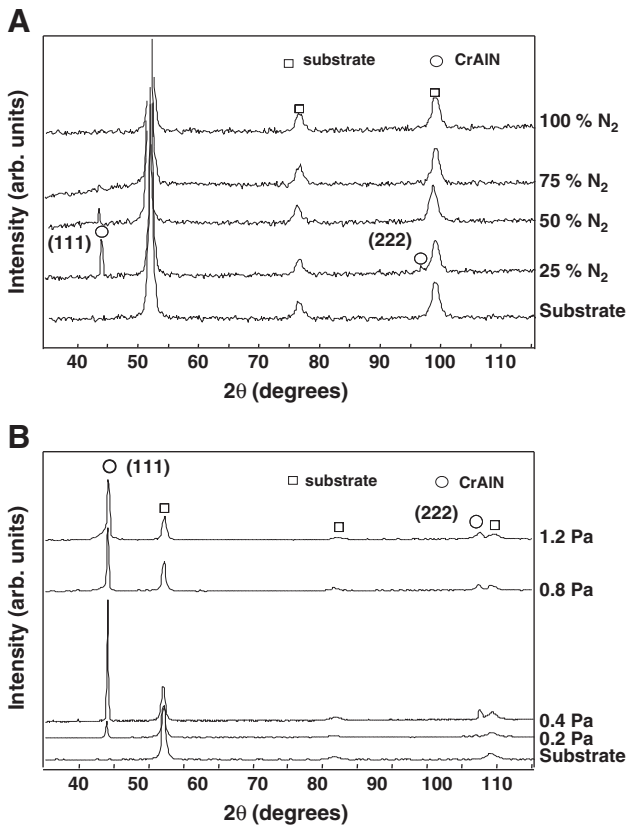 A
□ substrate ○ CrAlN
100 % N₂
75 % N₂
50 % N₂
(111)
(222)
25 % N₂
Substrate
Intensity (arb. units)
40 50 60 70 80 90 100 110
2θ (degrees)
B
(111)
□ substrate ○ CrAlN
(222)
1.2 Pa
0.8 Pa
0.4 Pa
0.2 Pa
Substrate
Intensity (arb. units)
40 50 60 70 80 90 100 110
2θ (degrees)